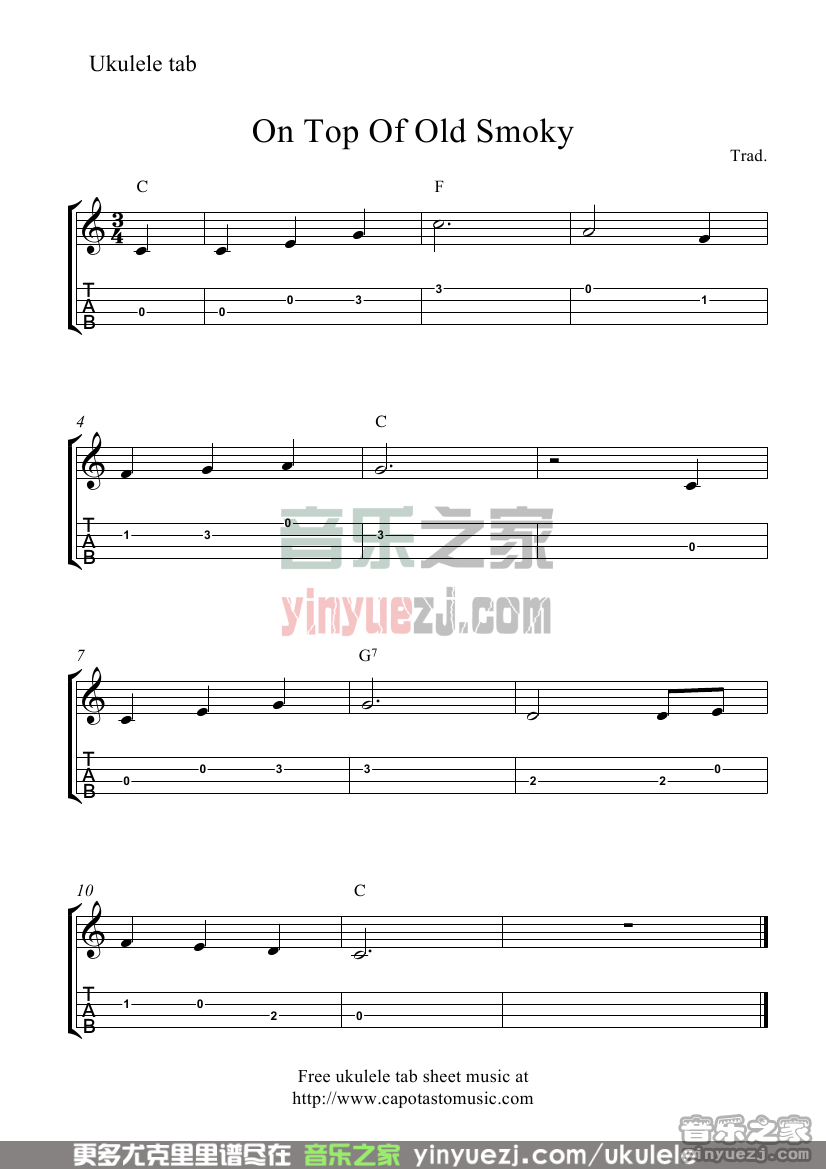 Ukulele tab
On Top Of Old Smoky
Trad.
C F
3
4
T 3 0
A 0 3 1
B 0 0
4 C
T 0
A 1 3 3
B 0
音乐之家
yinyuezj.com
7 G7
T
A 0 3 3 0
B 0 2 2
10 C
T
A 1 0
B 2 0
Free ukulele tab sheet music at
http://www.capotastomusic.com
更多尤克里里谱尽在 音乐之家 yinyuezj.com/ukulele
音乐之家
yinyuezj.com